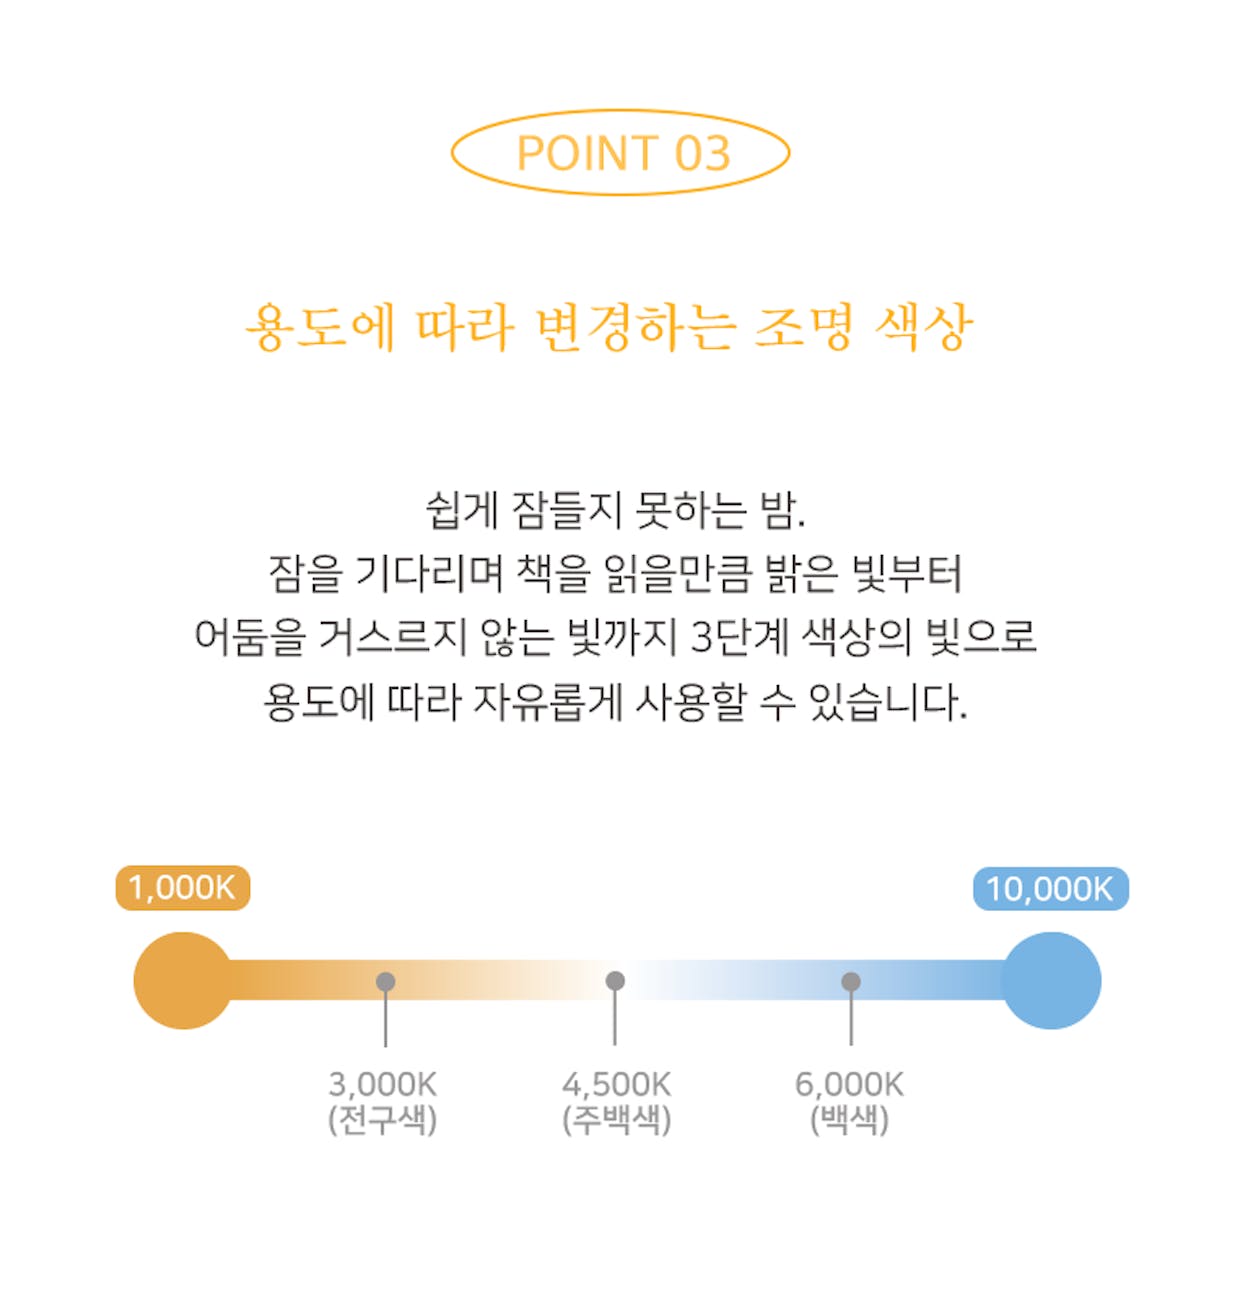 POINT 03
용도에 따라 변경하는 조명 색상
쉽게 잠들지 못하는 밤.
잠을 기다리며 책을 읽을만큼 밝은 빛부터
어둠을 거스르지 않는 빛까지 3단계 색상의 빛으로
용도에 따라 자유롭게 사용할 수 있습니다.
1,000K 10,000K
3,000K 4,500K 6,000K
(전구색) (주백색) (백색)